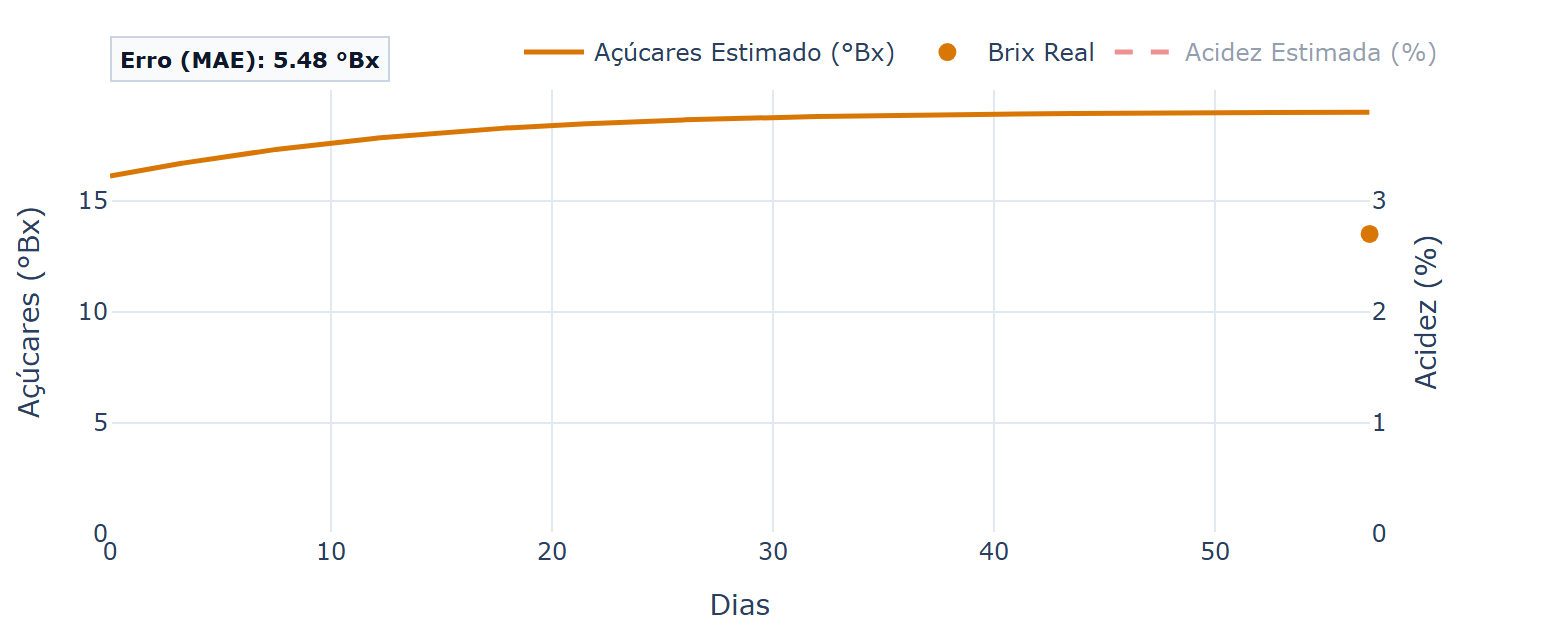 Erro (MAE): 5.48 °Bx
Açúcares Estimado (°Bx) Brix Real Acidez Estimada (%)
Açúcares (°Bx)
15
10
5
0
3
2
1
0
Acidez (%)
0 10 20 30 40 50
Dias